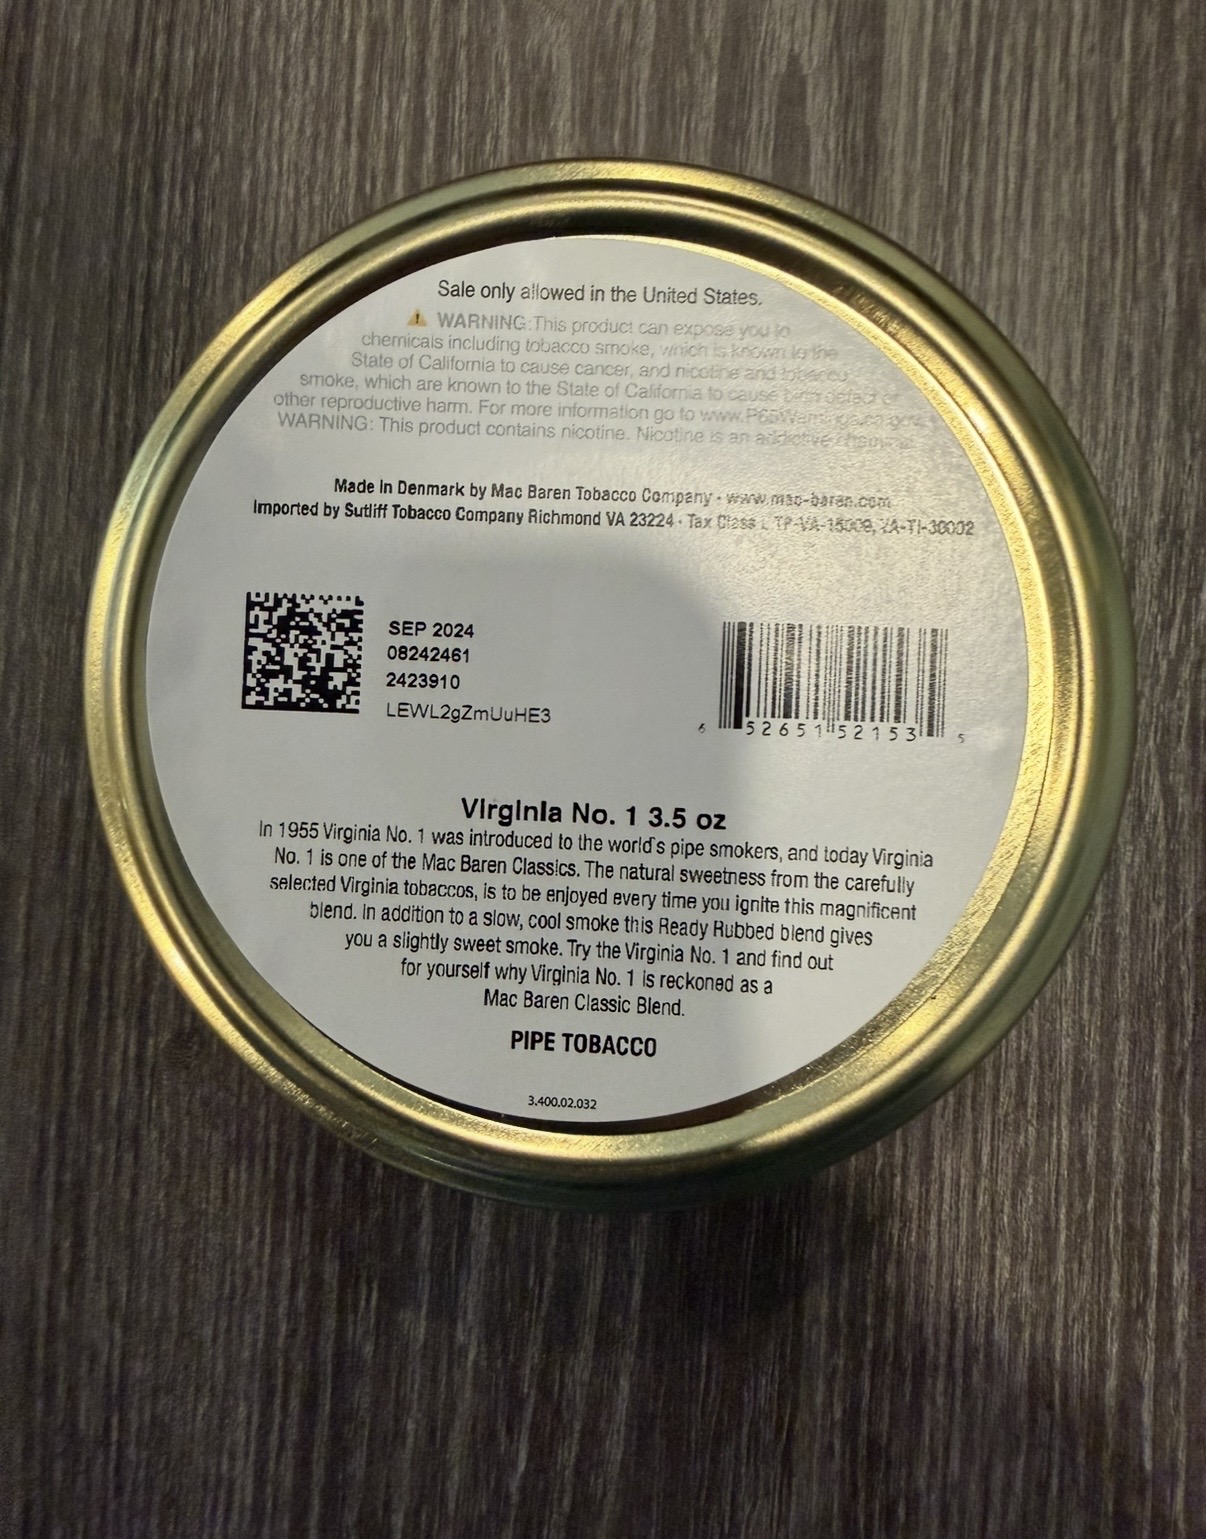 Sale only allowed in the United States.
⚠ WARNING: This product can expose you to
chemicals including tobacco smoke, which is known to the
State of California to cause cancer, and nicotine and tobacco
smoke, which are known to the State of California to cause birth defect or
other reproductive harm. For more information go to www.P65Warnings.ca.gov
WARNING: This product contains nicotine. Nicotine is an addictive chemical.
Made in Denmark by Mac Baren Tobacco Company · www.mac-baren.com
Imported by Sutliff Tobacco Company Richmond VA 23224 · Tax Class
SEP 2024
08242461
2423910
LEWL2gZmUuHE3
6 52651 52153 5
Virginia No. 1 3.5 oz
In 1955 Virginia No. 1 was introduced to the world's pipe smokers, and today Virginia
No. 1 is one of the Mac Baren Classics. The natural sweetness from the carefully
selected Virginia tobaccos, is to be enjoyed every time you ignite this magnificent
blend. In addition to a slow, cool smoke this Ready Rubbed blend gives
you a slightly sweet smoke. Try the Virginia No. 1 and find out
for yourself why Virginia No. 1 is reckoned as a
Mac Baren Classic Blend.
PIPE TOBACCO
3.400.02.032